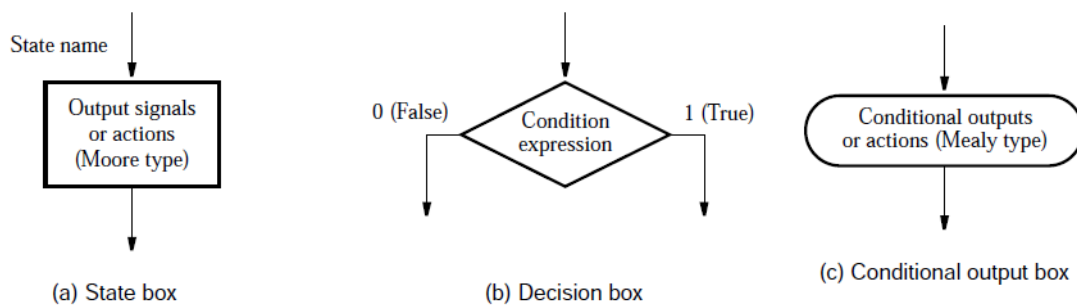 State name
Output signals
or actions
(Moore type)
(a) State box
0 (False)
1 (True)
Condition
expression
(b) Decision box
Conditional outputs
or actions (Mealy type)
(c) Conditional output box